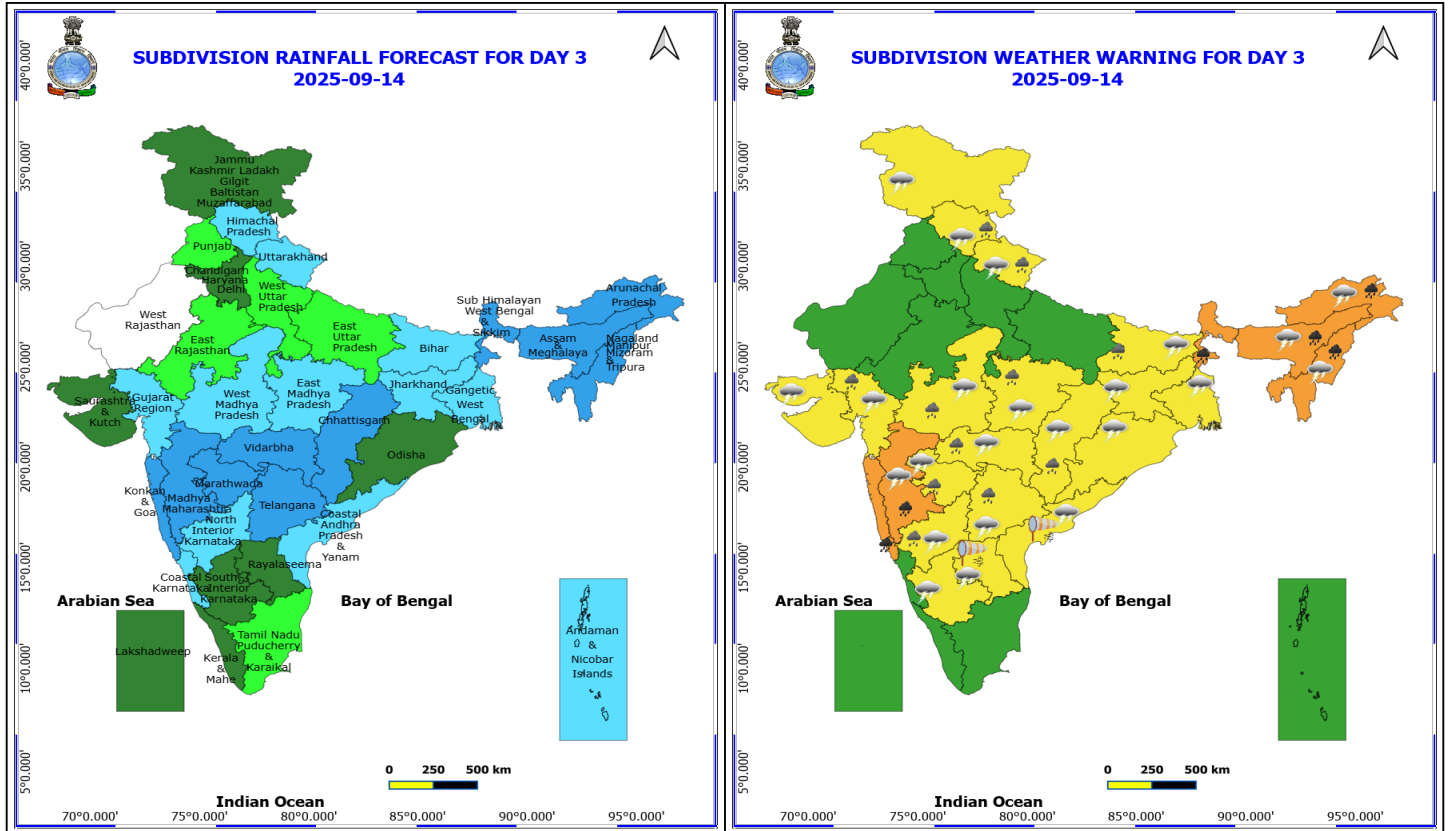 SUBDIVISION RAINFALL FORECAST FOR DAY 3
2025-09-14
40°0.000'
35°0.000'
30°0.000'
25°0.000'
20°0.000'
15°0.000'
10°0.000'
5°0.000'
Jammu
Kashmir Ladakh
Gilgit
Baltistan
Muzaffarabad
Himachal
Pradesh
Punjab
Uttarakhand
Chandigarh
Haryana
Delhi
West
Uttar
Pradesh
West
Rajasthan
East
Rajasthan
East
Uttar
Pradesh
Sub Himalayan
West Bengal
&
Sikkim
Arunachal
Pradesh
Assam
&
Meghalaya
Nagaland
Manipur
Mizoram
&
Tripura
Bihar
Jharkhand
Gangetic
West
Bengal
Saurashtra
&
Kutch
Gujarat
Region
West
Madhya
Pradesh
East
Madhya
Pradesh
Chhattisgarh
Odisha
Vidarbha
Marathwada
Konkan
&
Goa
Madhya
Maharashtra
Telangana
North
Interior
Karnataka
Coastal
Andhra
Pradesh
&
Yanam
Rayalaseema
Coastal
Karnataka
South
Interior
Karnataka
Arabian Sea
Bay of Bengal
Lakshadweep
Kerala
&
Mahe
Tamil Nadu
Puducherry
&
Karaikal
Andaman
&
Nicobar
Islands
0 250 500 km
Indian Ocean
70°0.000' 75°0.000' 80°0.000' 85°0.000' 90°0.000' 95°0.000'
SUBDIVISION WEATHER WARNING FOR DAY 3
2025-09-14
40°0.000'
35°0.000'
30°0.000'
25°0.000'
20°0.000'
15°0.000'
10°0.000'
5°0.000'
Arabian Sea
Bay of Bengal
0 250 500 km
Indian Ocean
70°0.000' 75°0.000' 80°0.000' 85°0.000' 90°0.000' 95°0.000'